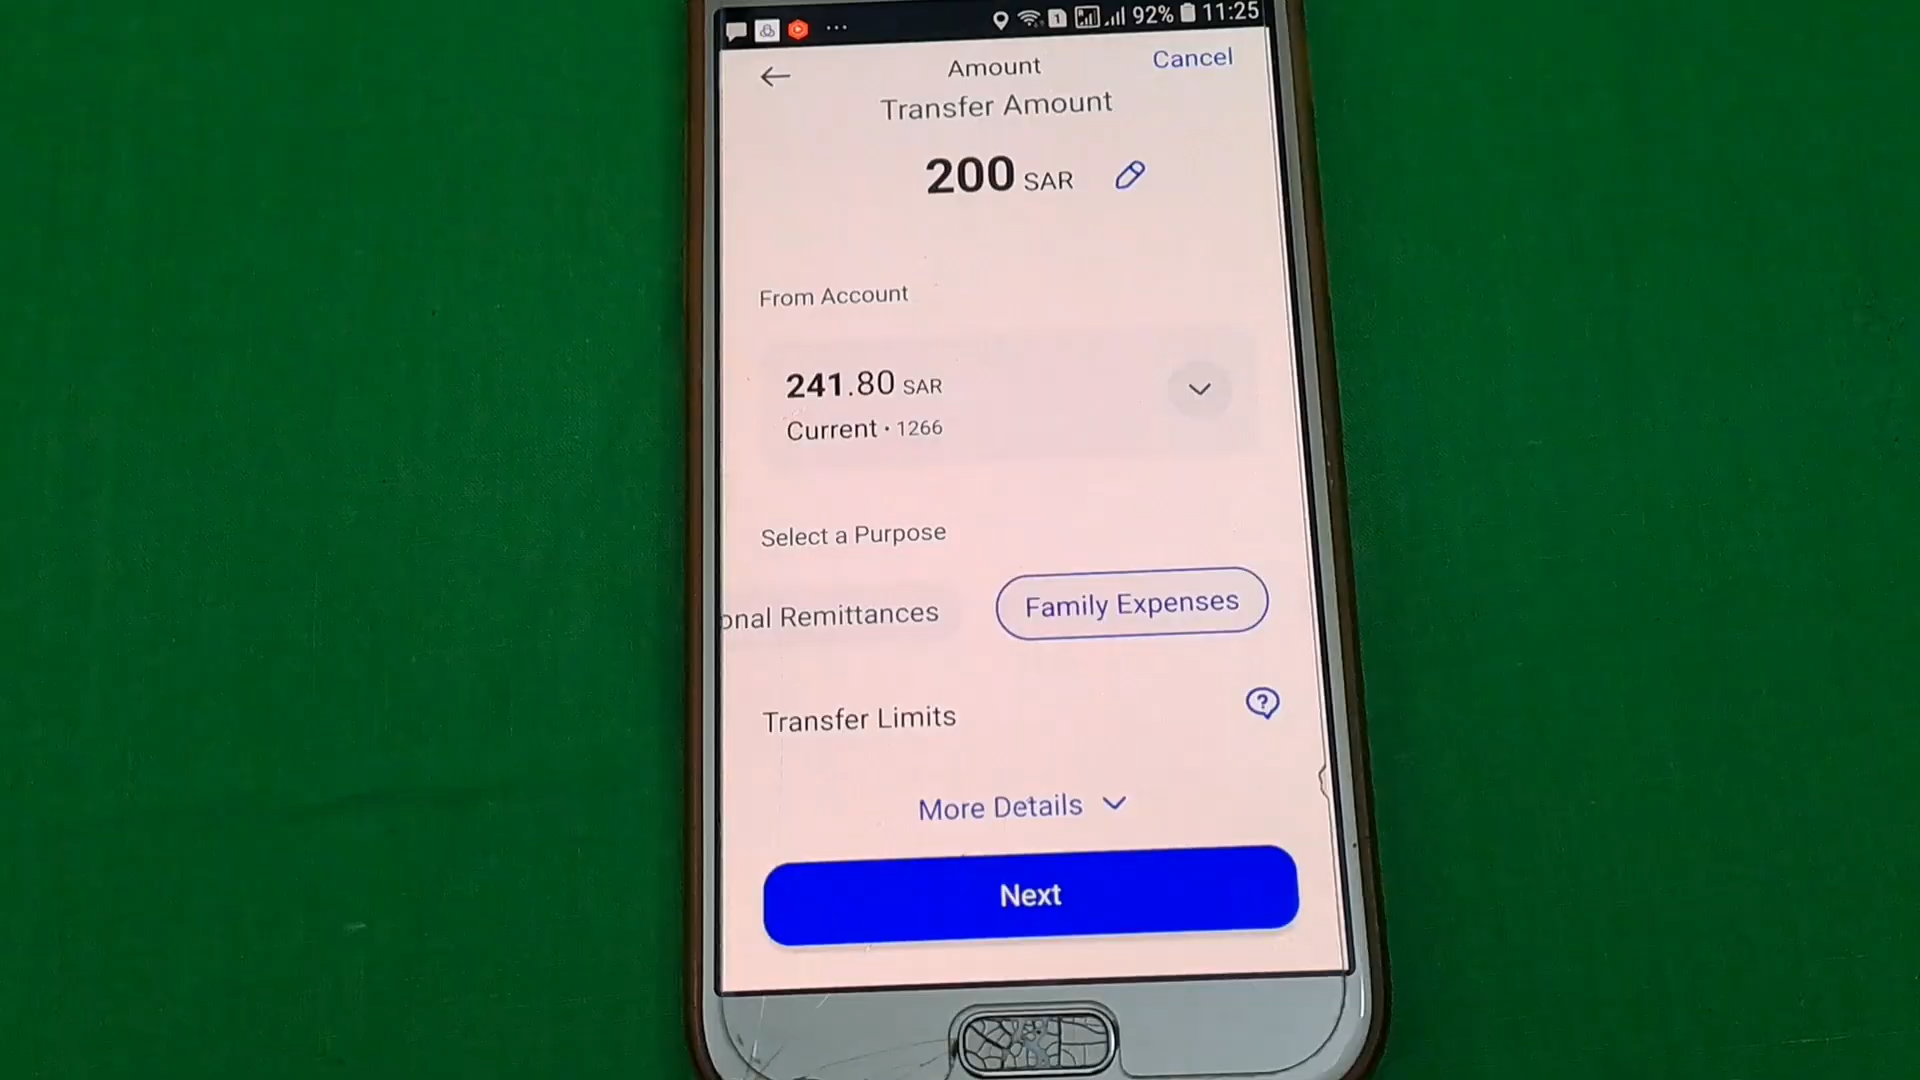 92% 11:25
Amount
Cancel
Transfer Amount
200 SAR
From Account
241.80 SAR
Current • 1266
Select a Purpose
onal Remittances
Family Expenses
Transfer Limits
More Details
Next